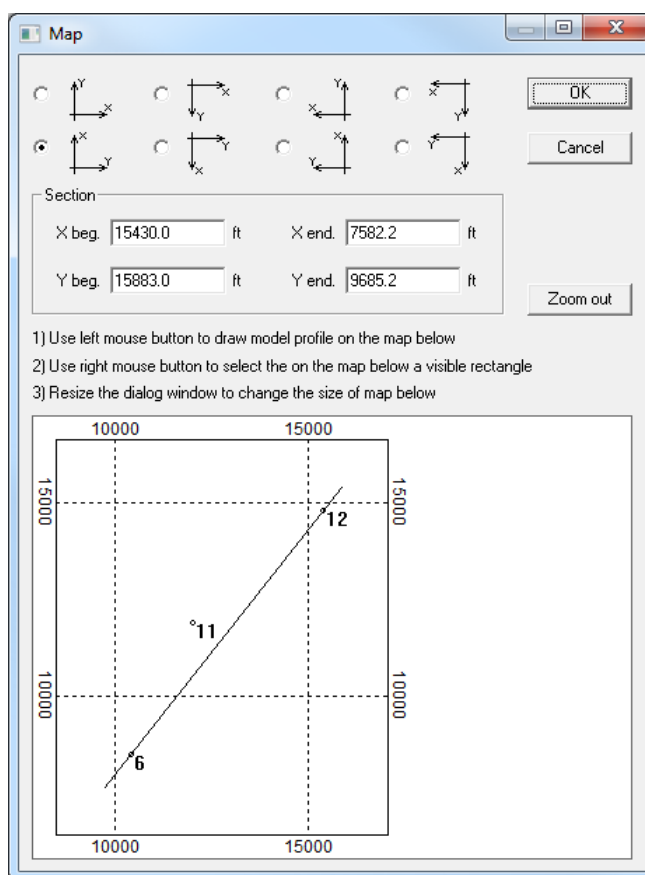 Map
Y X Y X
X Y X Y
OK
X Y X Y
Y X Y X
Cancel
Section
X beg. 15430.0 ft X end. 7582.2 ft
Y beg. 15883.0 ft Y end. 9685.2 ft
Zoom out
1) Use left mouse button to draw model profile on the map below
2) Use right mouse button to select the on the map below a visible rectangle
3) Resize the dialog window to change the size of map below
10000 15000
15000 15000
12
11
10000 10000
6
10000 15000